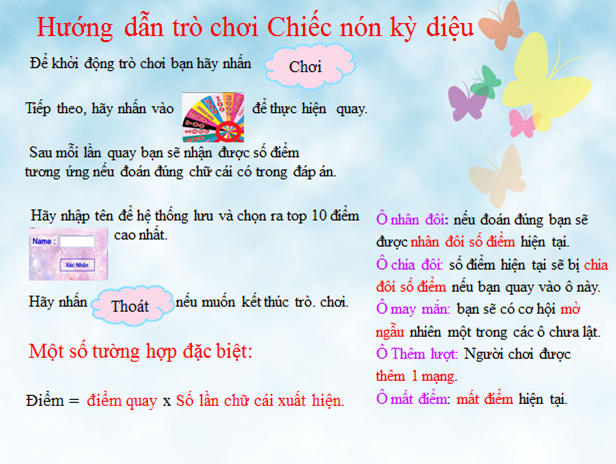 Hướng dẫn trò chơi Chiếc nón kỳ diệu
Để khởi động trò chơi bạn hãy nhấn Chơi
Tiếp theo, hãy nhấn vào để thực hiện quay.
Sau mỗi lần quay bạn sẽ nhận được số điểm
tương ứng nếu đoán đúng chữ cái có trong đáp án.
Hãy nhập tên để hệ thống lưu và chọn ra top 10 điểm
cao nhất.
Name :
Xác Nhận
Hãy nhấn Thoát nếu muốn kết thúc trò. chơi.
Một số tường hợp đặc biệt:
Điểm = điểm quay x Số lần chữ cái xuất hiện.
Ô nhân đôi: nếu đoán đúng bạn sẽ
được nhân đôi số điểm hiện tại.
Ô chia đôi: số điểm hiện tại sẽ bị chia
đôi số điểm nếu bạn quay vào ô này.
Ô may mắn: bạn sẽ có cơ hội mở
ngẫu nhiên một trong các ô chưa lật.
Ô Thêm lượt: Người chơi được
thêm 1 mạng.
Ô mất điểm: mất điểm hiện tại.